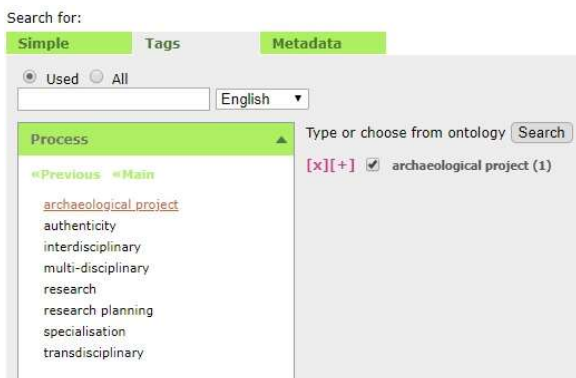 Search for:
Simple Tags Metadata
Used All
English
Process
Type or choose from ontology Search
«Previous «Main
[x][+] archaeological project (1)
archaeological project
authenticity
interdisciplinary
multi-disciplinary
research
research planning
specialisation
transdisciplinary